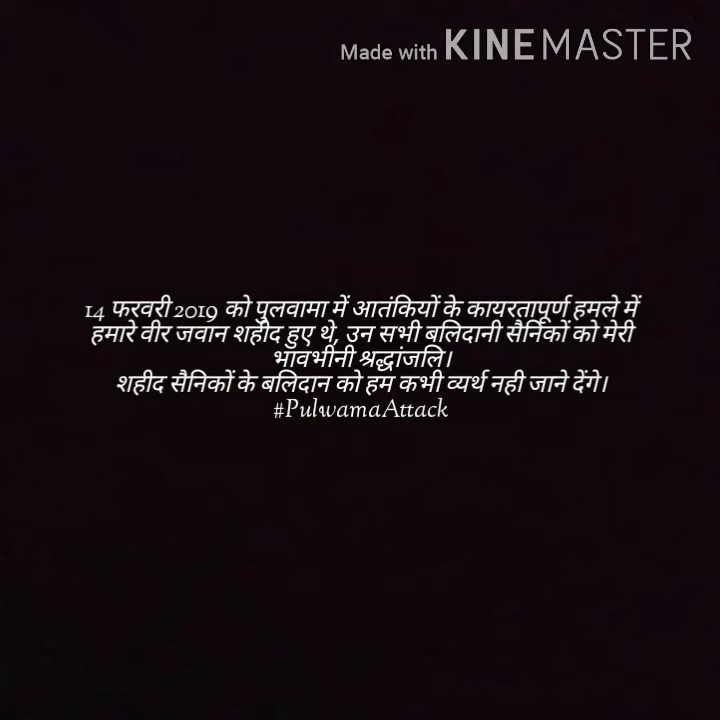 Made with KINEMASTER
14 फरवरी 2019 को पुलवामा में आतंकियों के कायरतापूर्ण हमले में
हमारे वीर जवान शहीद हुए थे, उन सभी बलिदानी सैनिकों को मेरी
भावभीनी श्रद्धांजलि।
शहीद सैनिकों के बलिदान को हम कभी व्यर्थ नही जाने देंगे।
#PulwamaAttack